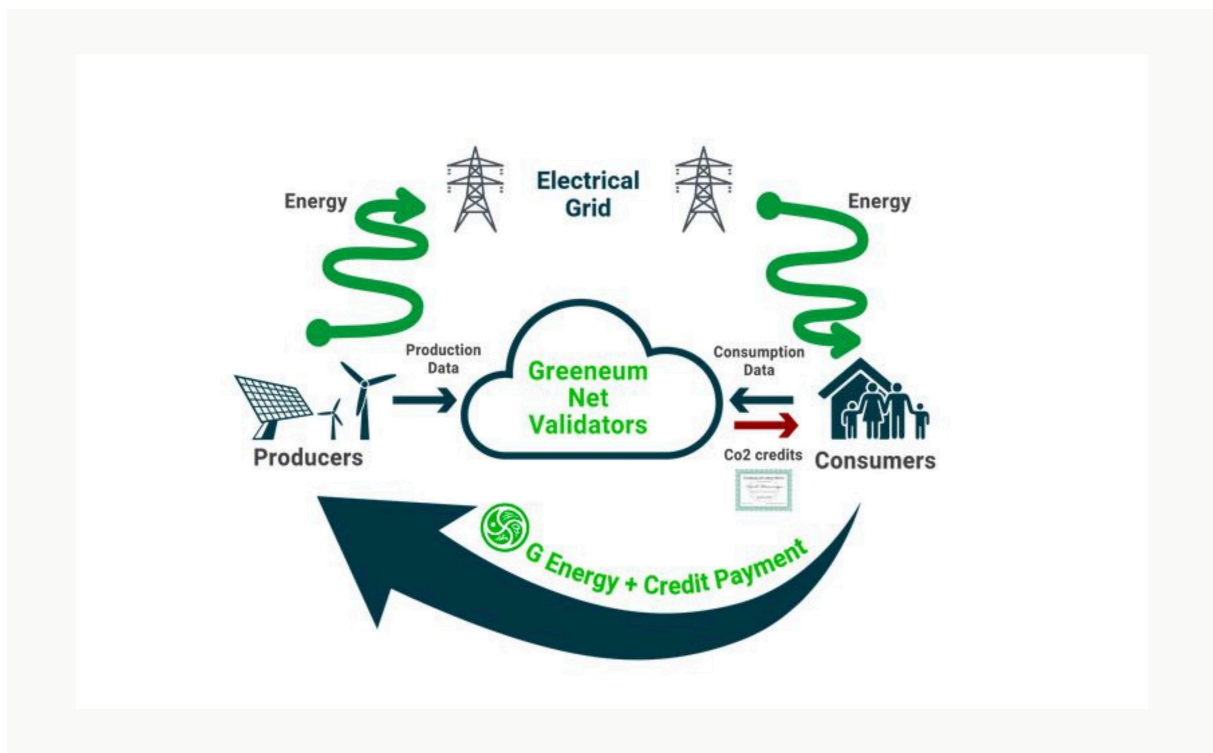 Electrical
Grid
Energy
Energy
Production
Data
Consumption
Data
Greeneum
Net
Validators
Producers
Co2 credits
Consumers
G Energy + Credit Payment